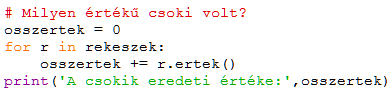 # Milyen értékű csoki volt?
osszertek = 0
for r in rekeszek:
    osszertek += r.ertek()
print('A csokik eredeti értéke:',osszertek)